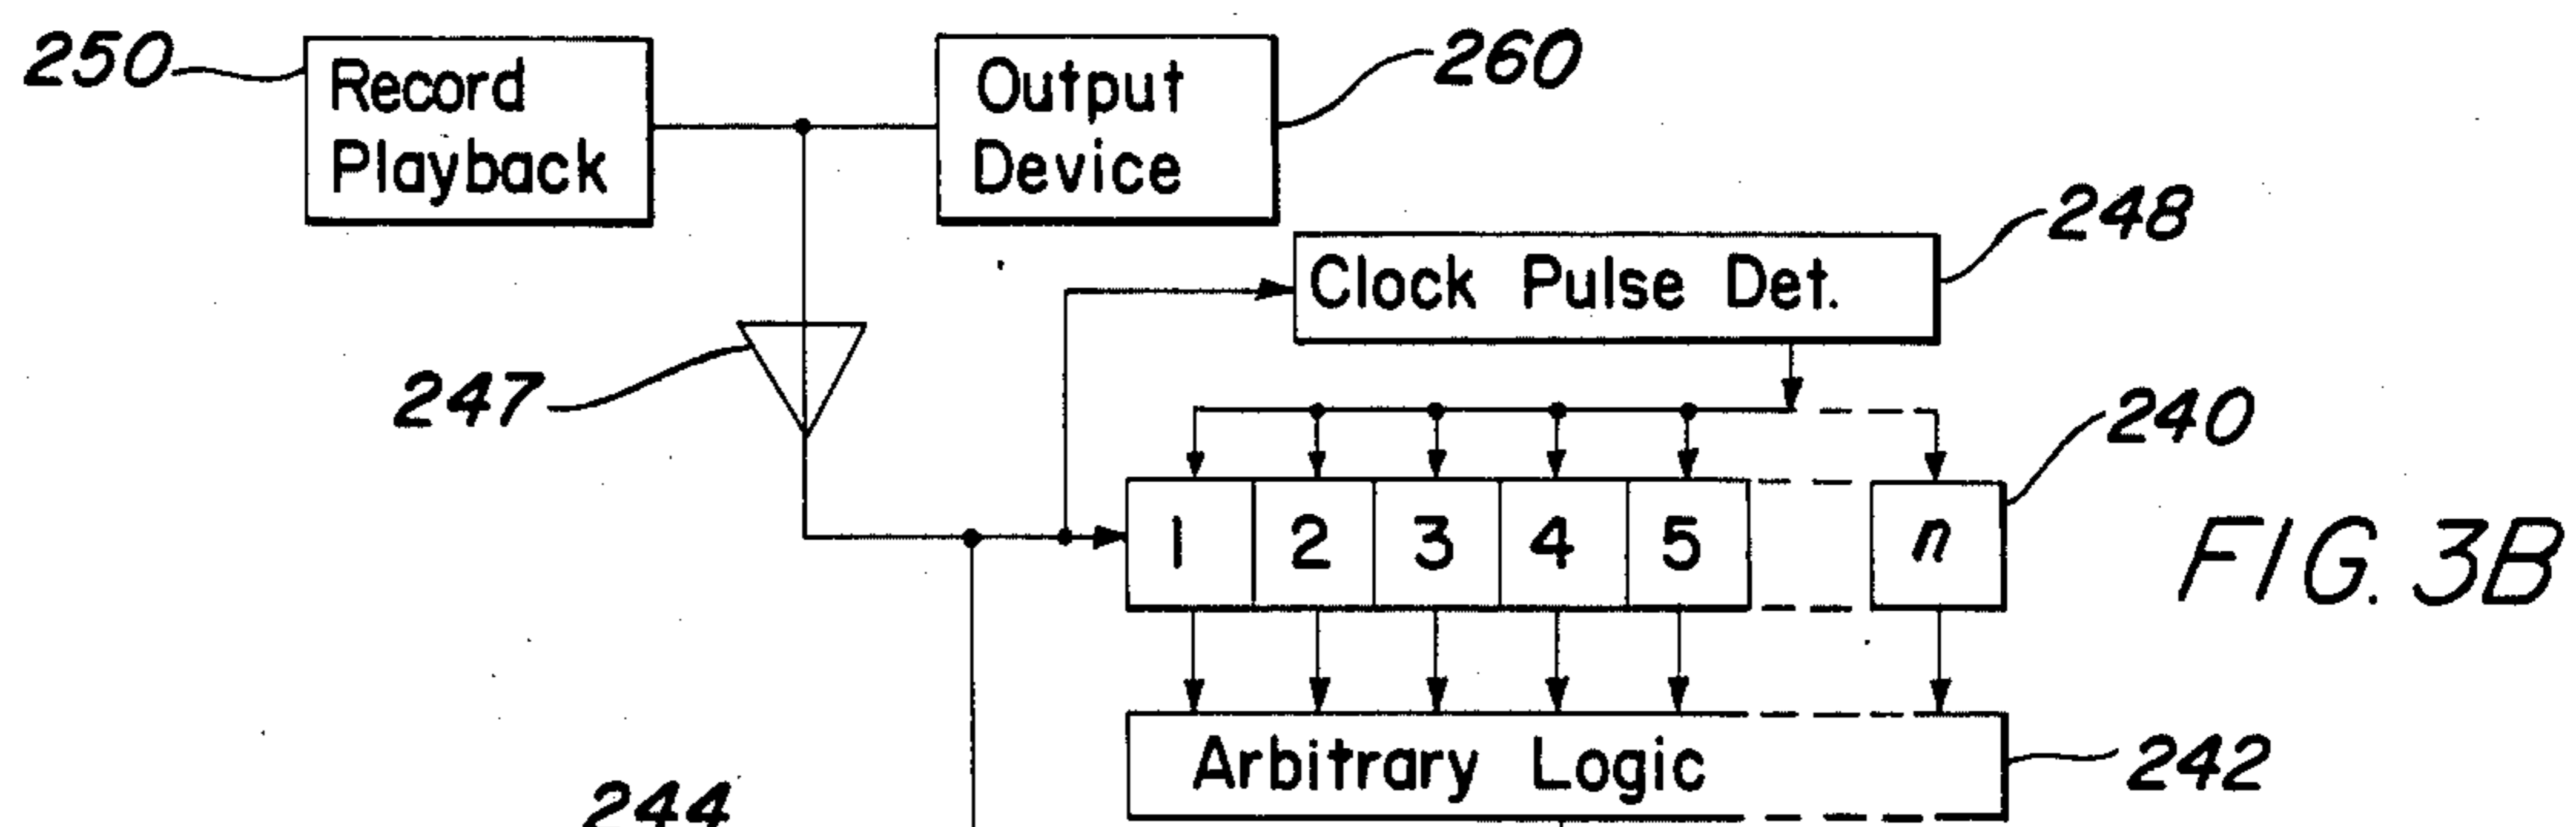 250
Record
Playback
Output
Device
260
Clock Pulse Det.
248
247
1 2 3 4 5 n
240
FIG. 3B
Arbitrary Logic
242
244